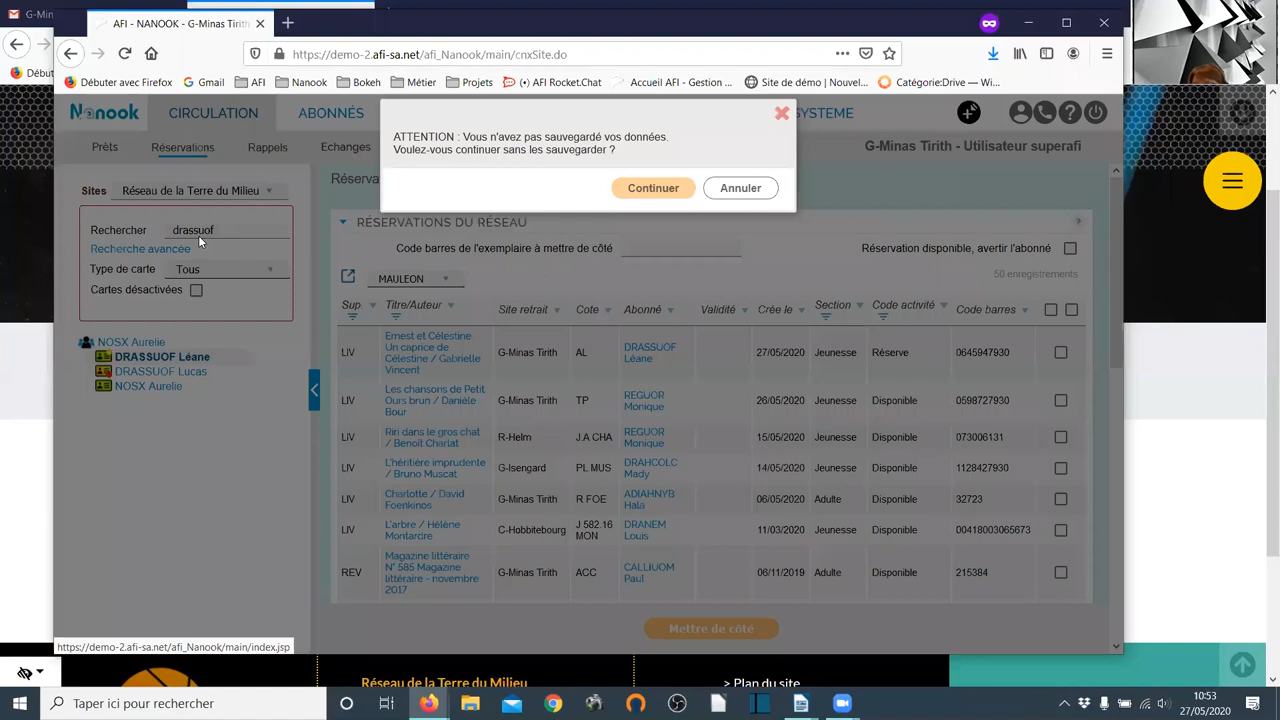 Gmail
G-Min
AFI - NANOOK - G-Minas Tirith
https://demo-2.afi-sa.net/afi_Nanook/main/cnxSite.do
Début
Débuter avec Firefox
Gmail
AFI
Nanook
Bokeh
Métier
Projets
(•) AFI Rocket.Chat
Accueil AFI - Gestion ...
Site de démo | Nouvel...
Catégorie:Drive — Wi...
Nanook
CIRCULATION
ABONNÉS
SYSTEME
Prêts
Réservations
Rappels
Echanges
G-Minas Tirith - Utilisateur superafi
ATTENTION : Vous n'avez pas sauvegardé vos données.
Voulez-vous continuer sans les sauvegarder ?
Continuer
Annuler
Sites
Réseau de la Terre du Milieu
Rechercher
drassuof
Recherche avancée
Type de carte
Tous
Cartes désactivées
NOSX Aurelie
DRASSUOF Léane
DRASSUOF Lucas
NOSX Aurelie
Réserva
RÉSERVATIONS DU RÉSEAU
?
Code barres de l'exemplaire à mettre de côté
Réservation disponible, avertir l'abonné
MAULEON
50 enregistrements
Sup. Titre/Auteur Site retrait Cote Abonné Validité Crée le Section Code activité Code barres
LIV
Ernest et Célestine
Un caprice de
Célestine / Gabrielle
Vincent
G-Minas Tirith
AL
DRASSUOF
Léane
27/05/2020
Jeunesse
Réserve
0645947930
LIV
Les chansons de Petit
Ours brun / Danièle
Bour
G-Minas Tirith
TP
REGUOR
Monique
26/05/2020
Jeunesse
Disponible
0598727930
LIV
Riri dans le gros chat
/ Benoît Charlat
R-Helm
J.A CHA
REGUOR
Monique
15/05/2020
Jeunesse
Disponible
073006131
LIV
L'héritière imprudente
/ Bruno Muscat
G-Isengard
PL MUS
DRAHCOLC
Mady
14/05/2020
Jeunesse
Disponible
1128427930
LIV
Charlotte / David
Foenkinos
G-Minas Tirith
R FOE
ADIAHNYB
Hala
06/05/2020
Adulte
Disponible
32723
LIV
L'arbre / Hélène
Montardre
C-Hobbitebourg
J 582.16
MON
DRANEM
Louis
11/03/2020
Jeunesse
Disponible
00418003065673
REV
Magazine littéraire
N° 585 Magazine
littéraire - novembre
2017
G-Minas Tirith
ACC
CALLIUOM
Paul
06/11/2019
Adulte
Disponible
215384
Mettre de côté
https://demo-2.afi-sa.net/afi_Nanook/main/index.jsp
Réseau de la Terre du Milieu
> Plan du site
Taper ici pour rechercher
10:53
27/05/2020